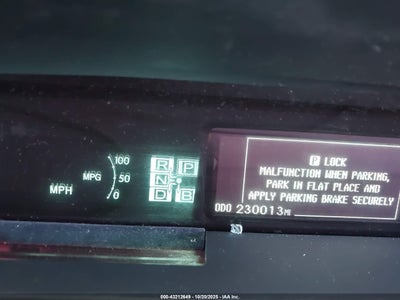 100
MPG 50
MPH 0
R P
N
D B
P LOCK
MALFUNCTION WHEN PARKING,
PARK IN FLAT PLACE AND
APPLY PARKING BRAKE SECURELY
ODO 230013MI
000-43212649 - 10/20/2025 - IAA Inc.